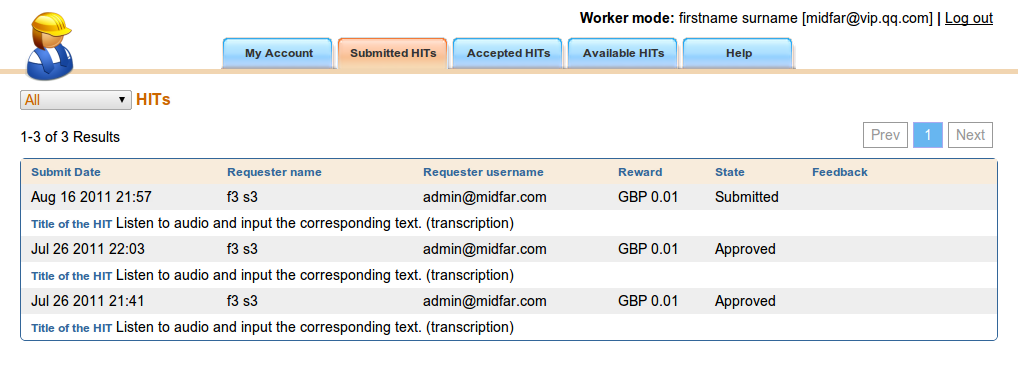 Worker mode: firstname surname [midfar@vip.qq.com] | Log out
My Account Submitted HITs Accepted HITs Available HITs Help
All HITs
1-3 of 3 Results Prev 1 Next
Submit Date Requester name Requester username Reward State Feedback
Aug 16 2011 21:57 f3 s3 admin@midfar.com GBP 0.01 Submitted
Title of the HIT Listen to audio and input the corresponding text. (transcription)
Jul 26 2011 22:03 f3 s3 admin@midfar.com GBP 0.01 Approved
Title of the HIT Listen to audio and input the corresponding text. (transcription)
Jul 26 2011 21:41 f3 s3 admin@midfar.com GBP 0.01 Approved
Title of the HIT Listen to audio and input the corresponding text. (transcription)